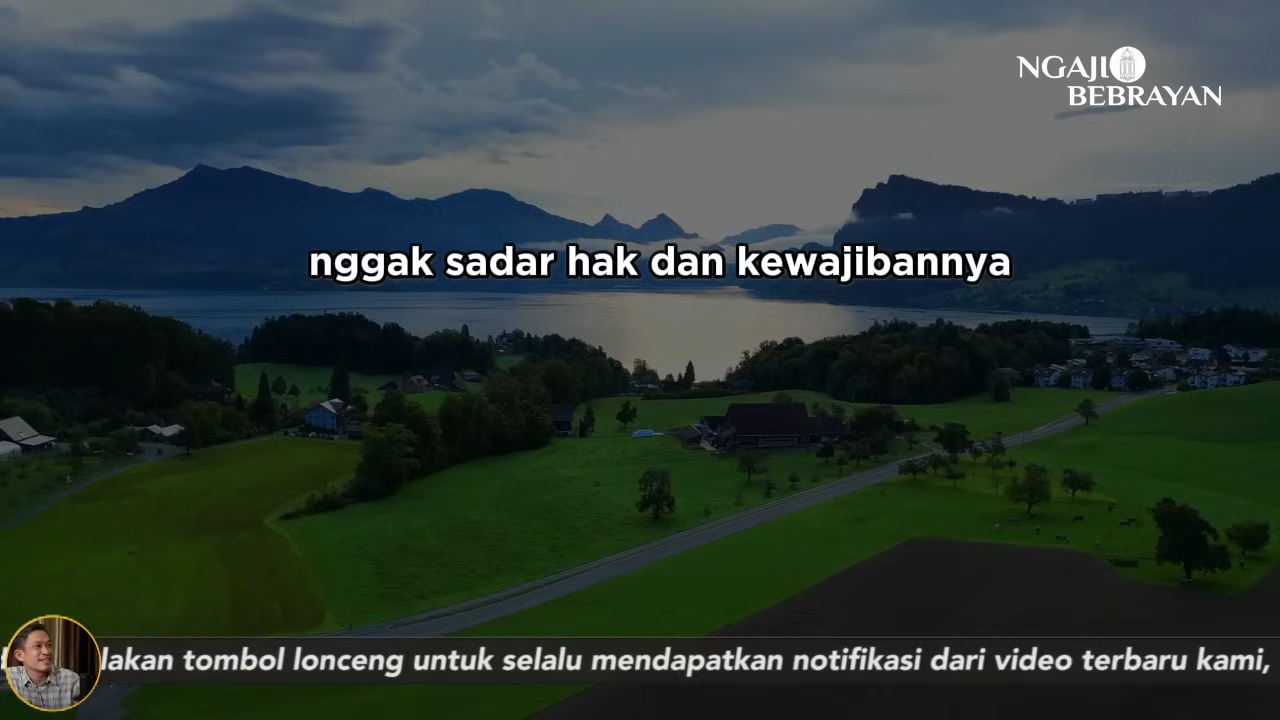 NGAJI
BEBRAYAN
nggak sadar hak dan kewajibannya
lakan tombol lonceng untuk selalu mendapatkan notifikasi dari video terbaru kami,